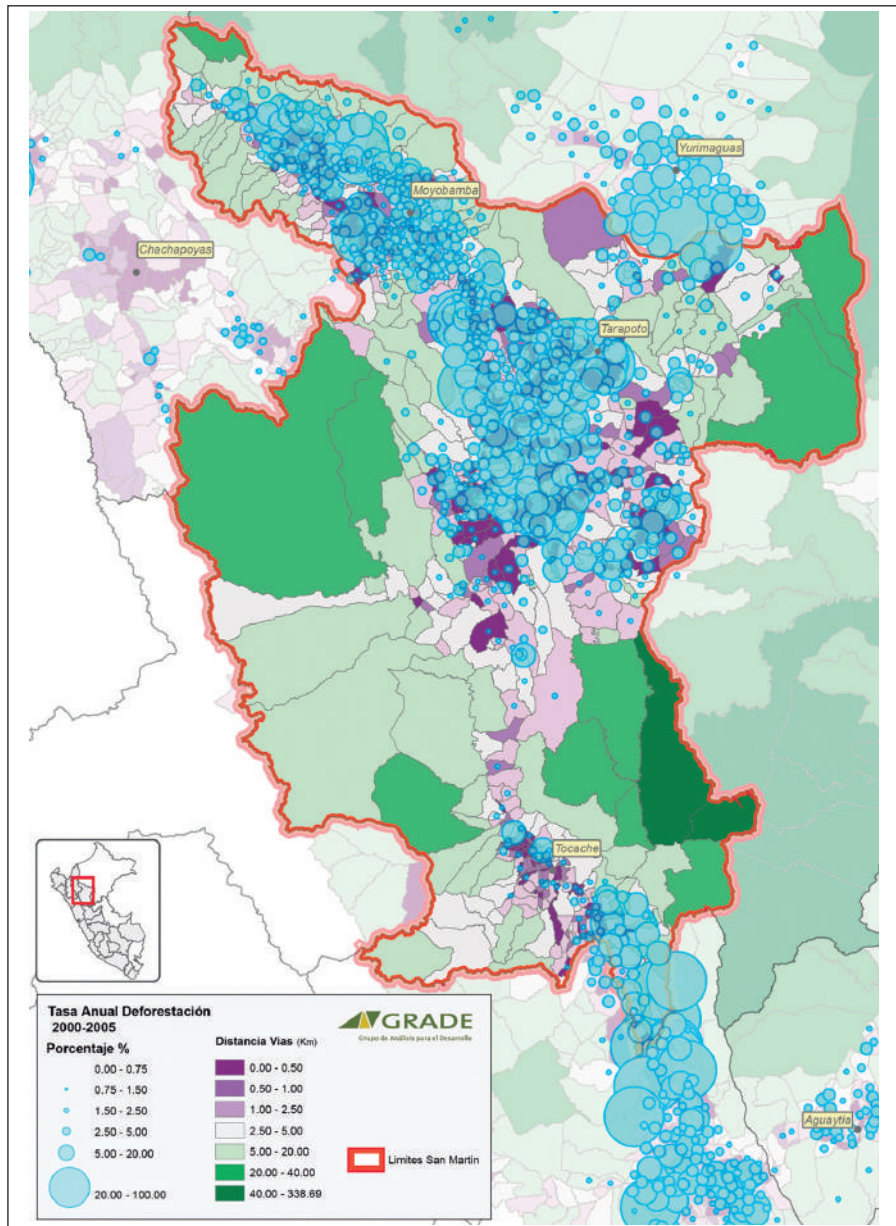 Yurimaguas
Moyobamba
Chachapoyas
Tarapoto
Tocache
Aguaytía
Tasa Anual Deforestación
2000-2005
Porcentaje %
0.00 - 0.75
0.75 - 1.50
1.50 - 2.50
2.50 - 5.00
5.00 - 20.00
20.00 - 100.00
GRADE
Grupo de Análisis para el Desarrollo
Distancia Vias (Km)
0.00 - 0.50
0.50 - 1.00
1.00 - 2.50
2.50 - 5.00
5.00 - 20.00
20.00 - 40.00
40.00 - 338.69
Limites San Martin